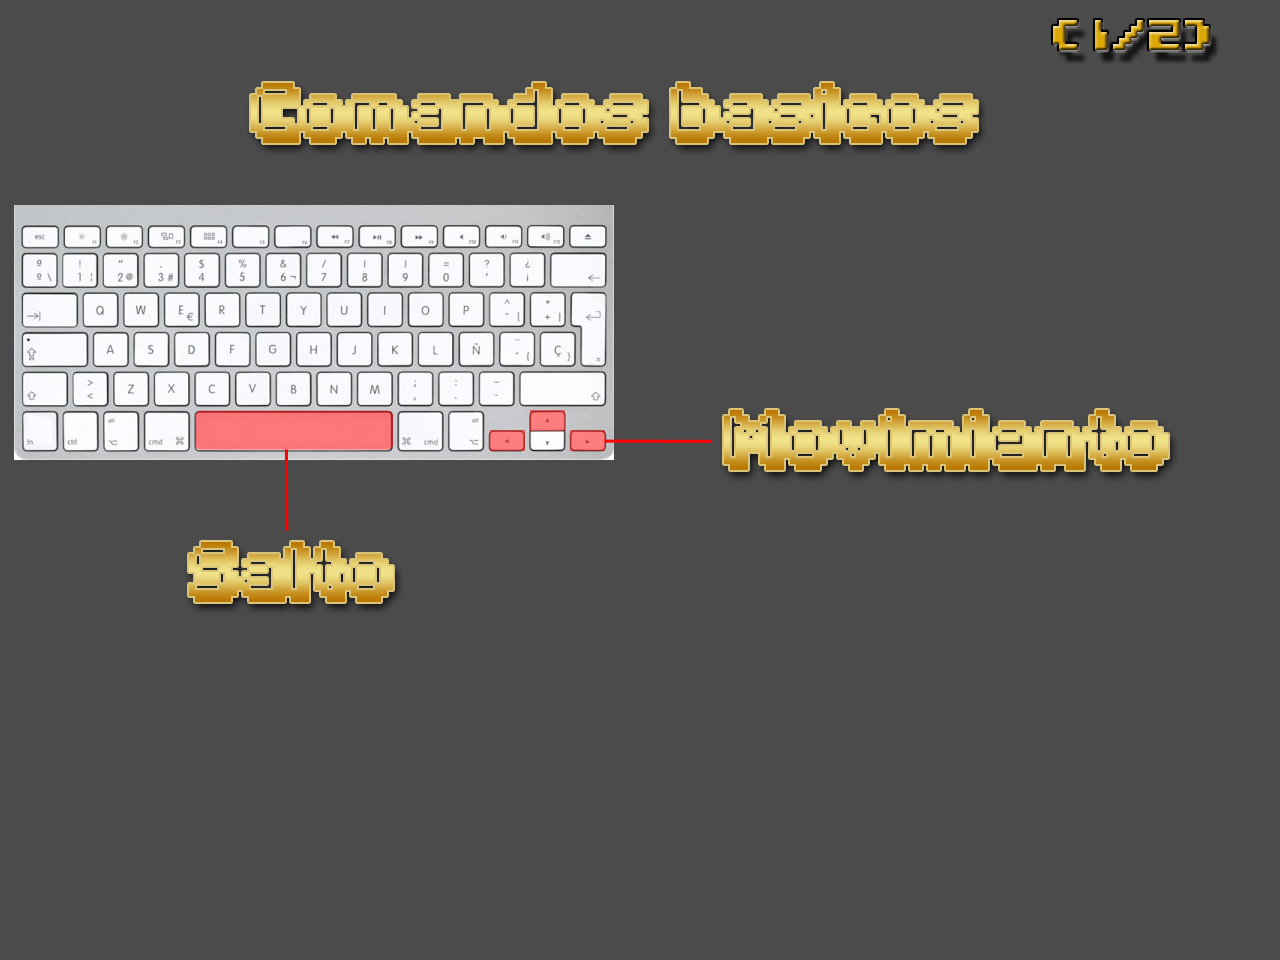 (1/2)
Comandos basicos
esc F1 F2 F3 F4 F5 F6 F7 F8 F9 F10 F11 F12
º ! " · $ % & / ( ) = ? ¿
º \ 1 ¦ 2 @ 3 # 4 5 6 ¬ 7 8 9 0 ' ¡ ←
Q W E € R T Y U I O P ^ ` [ * + ]
A S D F G H J K L Ñ ¨ ´ { Ç }
> < Z X C V B N M ; , : . – -
fn ctrl alt ⌥ cmd ⌘ ⌘ cmd alt ⌥
Movimiento
Salto